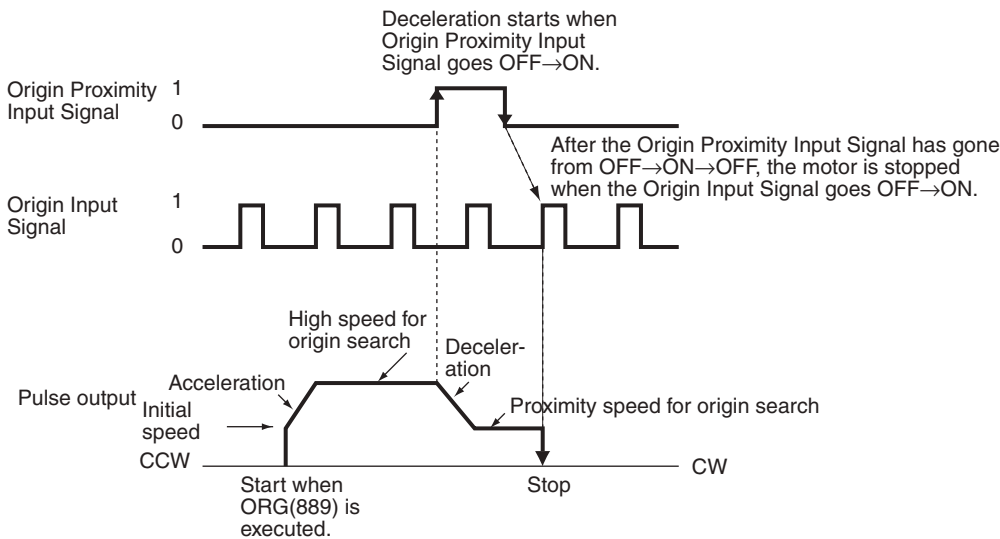 Deceleration starts when
Origin Proximity Input
Signal goes OFF→ON.
Origin Proximity
Input Signal
1
0
After the Origin Proximity Input Signal has gone
from OFF→ON→OFF, the motor is stopped
when the Origin Input Signal goes OFF→ON.
Origin Input
Signal
1
0
High speed for
origin search
Deceler-
ation
Acceleration
Pulse output
Initial
speed
Proximity speed for origin search
CCW
CW
Start when
ORG(889) is
executed.
Stop